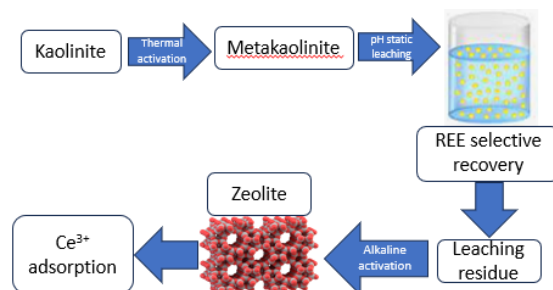 Kaolinite
Thermal
activation
Metakaolinite
pH static
leaching
REE selective
recovery
Leaching
residue
Alkaline
activation
Zeolite
Ce³⁺
adsorption